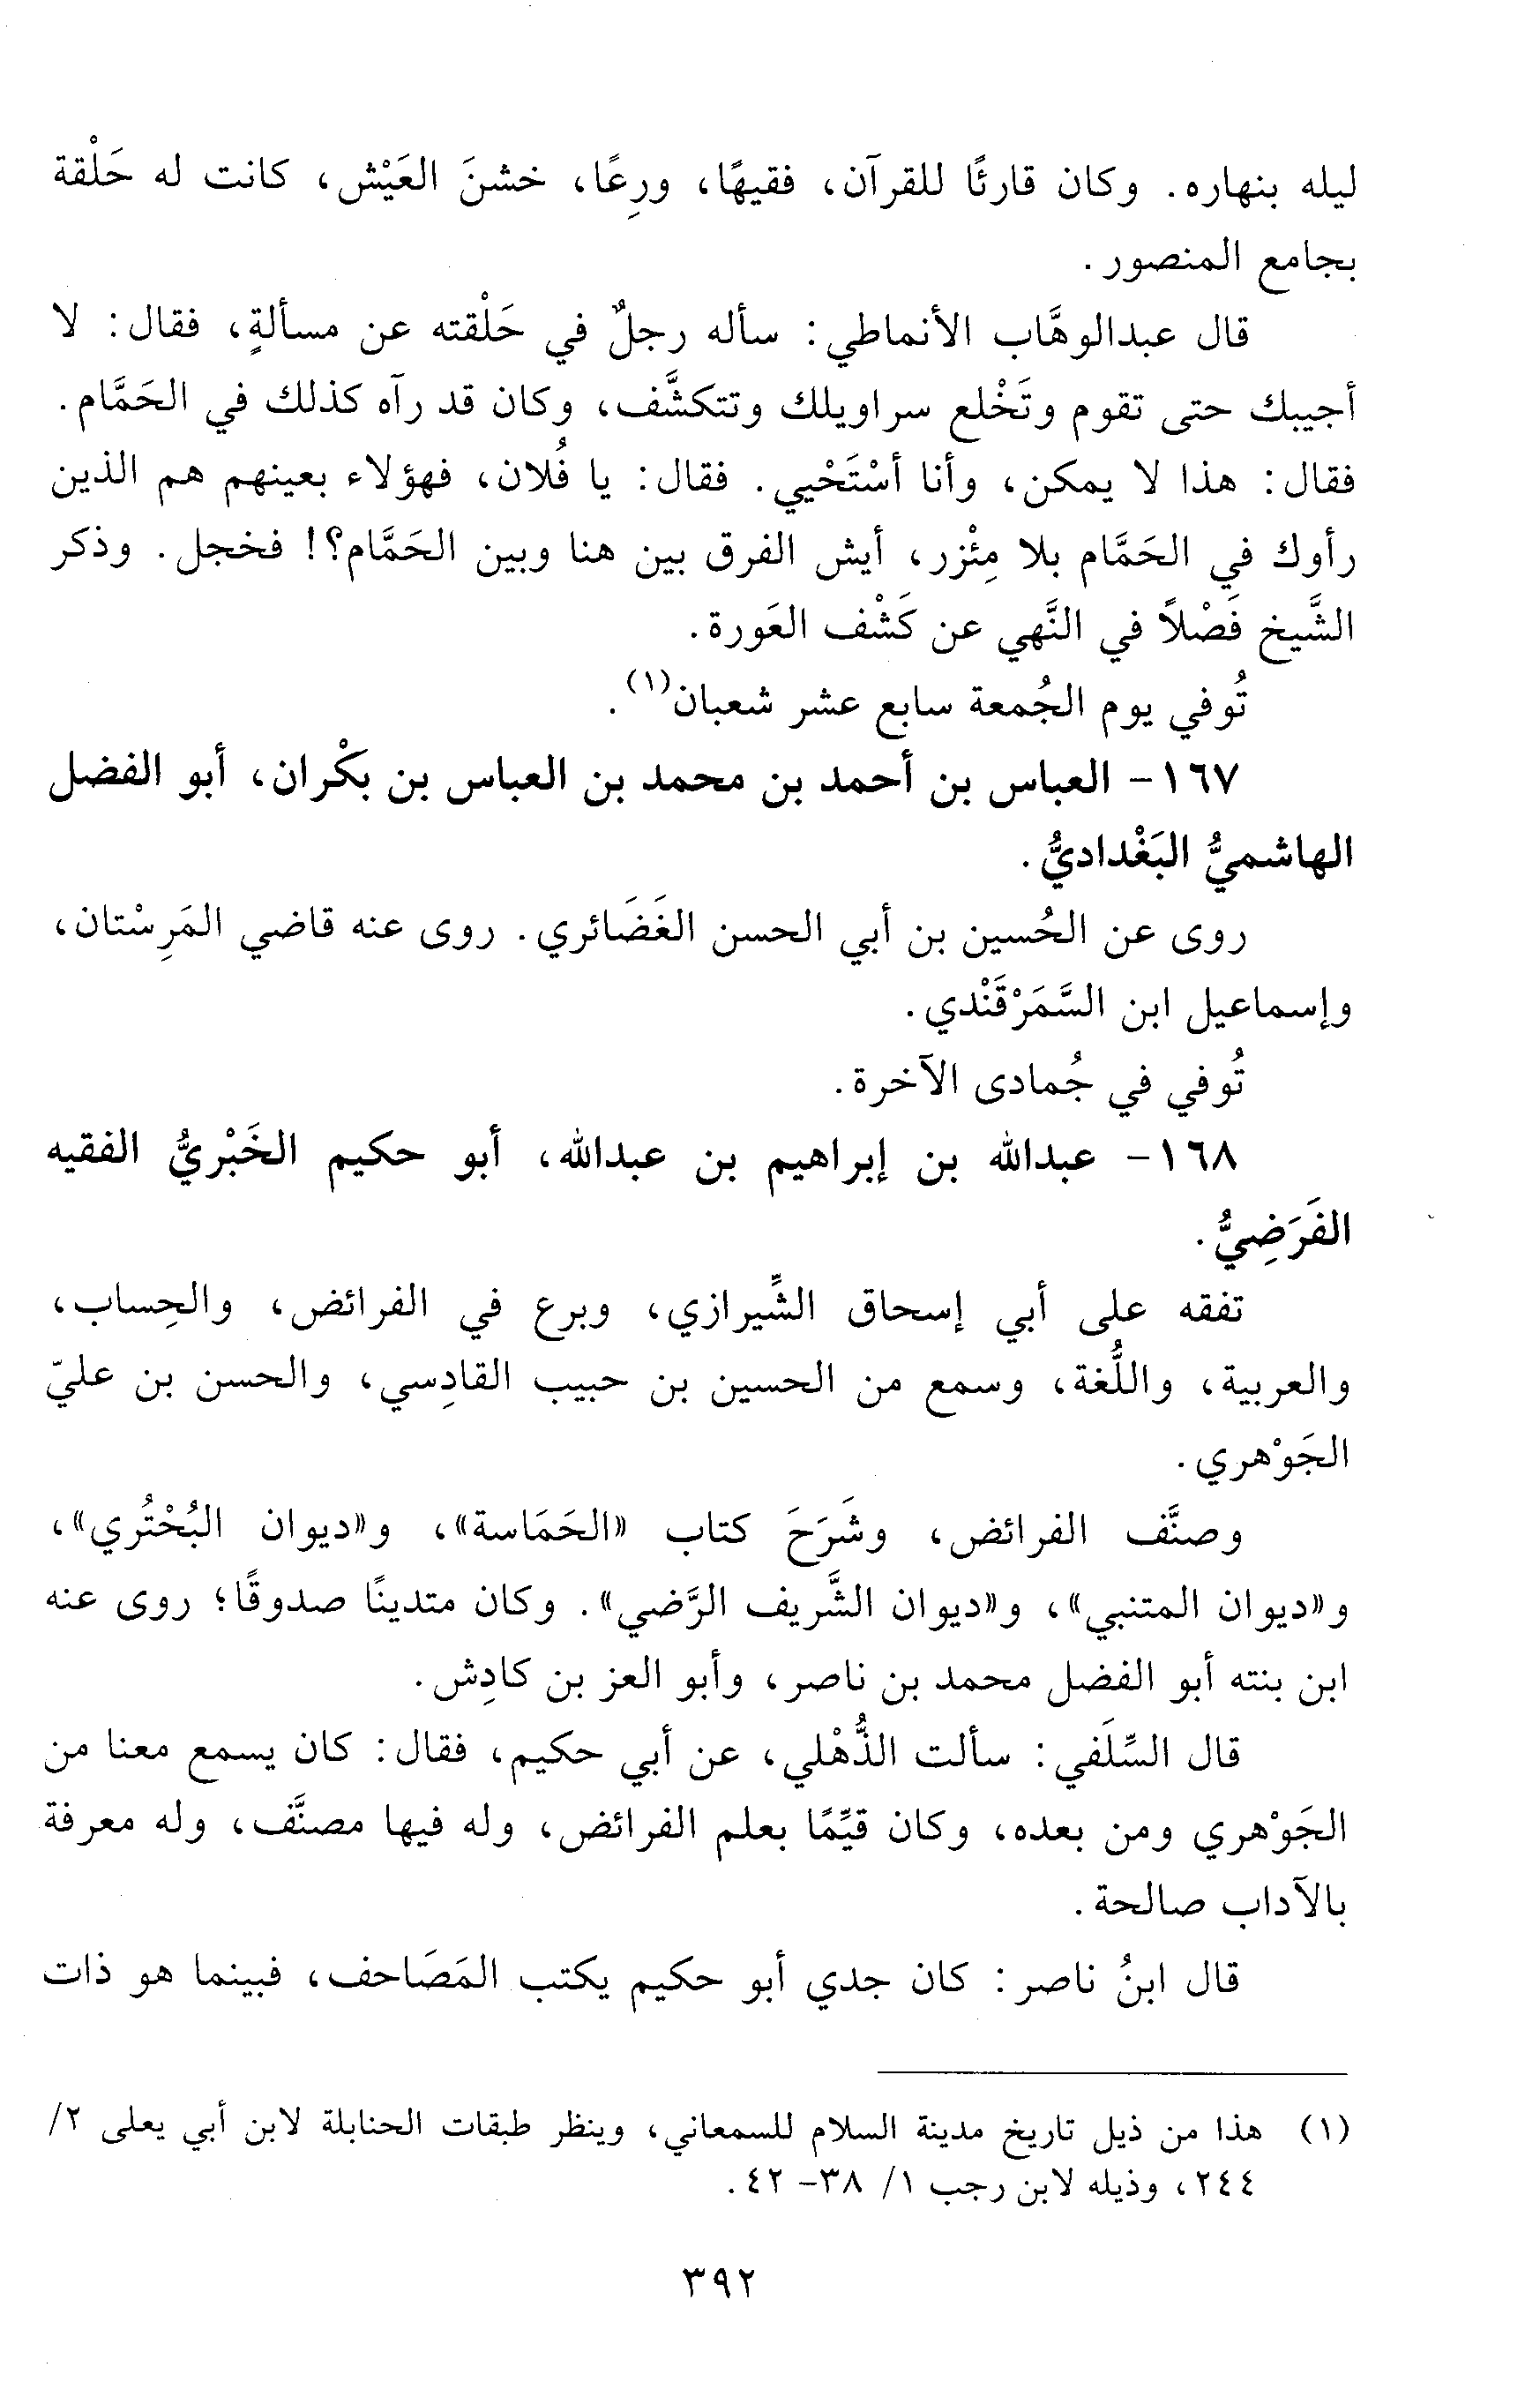 ليله بنهاره. وكان قارئًا للقرآن، فقيهًا، ورِعًا، خشنَ العَيْش، كانت له حَلْقة
بجامع المنصور.
قال عبدالوهَّاب الأنماطي: سأله رجلٌ في حَلْقته عن مسألةٍ، فقال: لا
أجيبك حتى تقوم وتَخْلع سراويلك وتتكشَّف، وكان قد رآه كذلك في الحَمَّام.
فقال: هذا لا يمكن، وأنا أسْتَحْيي. فقال: يا فُلان، فهؤلاء بعينهم هم الذين
رأوك في الحَمَّام بلا مِئْزر، أيش الفرق بين هنا وبين الحَمَّام؟! فخجل. وذكر
الشَّيخ فَصْلاً في النَّهي عن كَشْف العَورة.
تُوفي يوم الجُمعة سابع عشر شعبان(١).
١٦٧- العباس بن أحمد بن محمد بن العباس بن بكْران، أبو الفضل
الهاشميُّ البَغْداديُّ.
روى عن الحُسين بن أبي الحسن الغَضَائري. روى عنه قاضي المَرِسْتان،
وإسماعيل ابن السَّمَرْقَنْدي.
تُوفي في جُمادى الآخرة.
١٦٨- عبدالله بن إبراهيم بن عبدالله، أبو حكيم الخَبْريُّ الفقيه
الفَرَضِيُّ.
تفقه على أبي إسحاق الشِّيرازي، وبرع في الفرائض، والحِساب،
والعربية، واللُّغة، وسمع من الحسين بن حبيب القادِسي، والحسن بن عليّ
الجَوْهري.
وصنَّف الفرائض، وشَرَحَ كتاب «الحَمَاسة»، و«ديوان البُحْتُري»،
و«ديوان المتنبي»، و«ديوان الشَّريف الرَّضي». وكان متدينًا صدوقًا؛ روى عنه
ابن بنته أبو الفضل محمد بن ناصر، وأبو العز بن كادِش.
قال السِّلَفي: سألت الذُّهْلي، عن أبي حكيم، فقال: كان يسمع معنا من
الجَوْهري ومن بعده، وكان قيِّمًا بعلم الفرائض، وله فيها مصنَّف، وله معرفة
بالآداب صالحة.
قال ابنُ ناصر: كان جدي أبو حكيم يكتب المَصَاحف، فبينما هو ذات
(١) هذا من ذيل تاريخ مدينة السلام للسمعاني، وينظر طبقات الحنابلة لابن أبي يعلى ٢/
٢٤٤، وذيله لابن رجب ١/ ٣٨- ٤٢.
٣٩٢